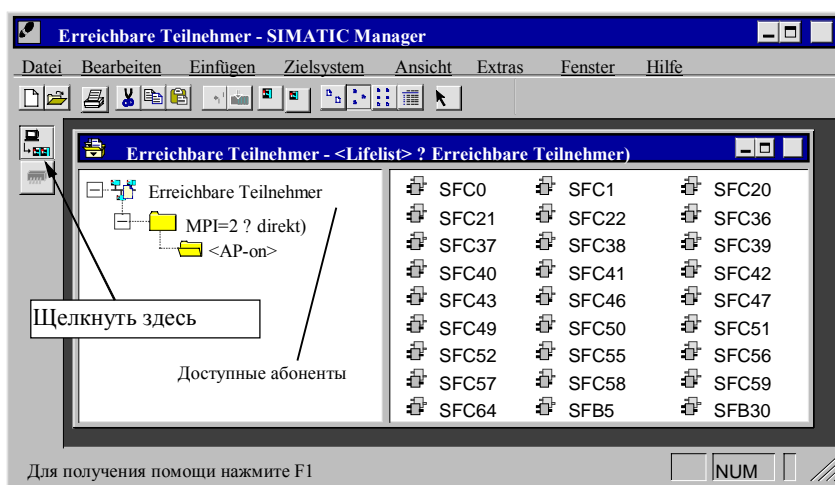 Erreichbare Teilnehmer - SIMATIC Manager
Datei Bearbeiten Einfügen Zielsystem Ansicht Extras Fenster Hilfe
Erreichbare Teilnehmer - <Lifelist> ? Erreichbare Teilnehmer)
Erreichbare Teilnehmer
MPI=2 ? direkt)
<AP-on>
Щелкнуть здесь
Доступные абоненты
SFC0 SFC1 SFC20
SFC21 SFC22 SFC36
SFC37 SFC38 SFC39
SFC40 SFC41 SFC42
SFC43 SFC46 SFC47
SFC49 SFC50 SFC51
SFC52 SFC55 SFC56
SFC57 SFC58 SFC59
SFC64 SFB5 SFB30
Для получения помощи нажмите F1
NUM